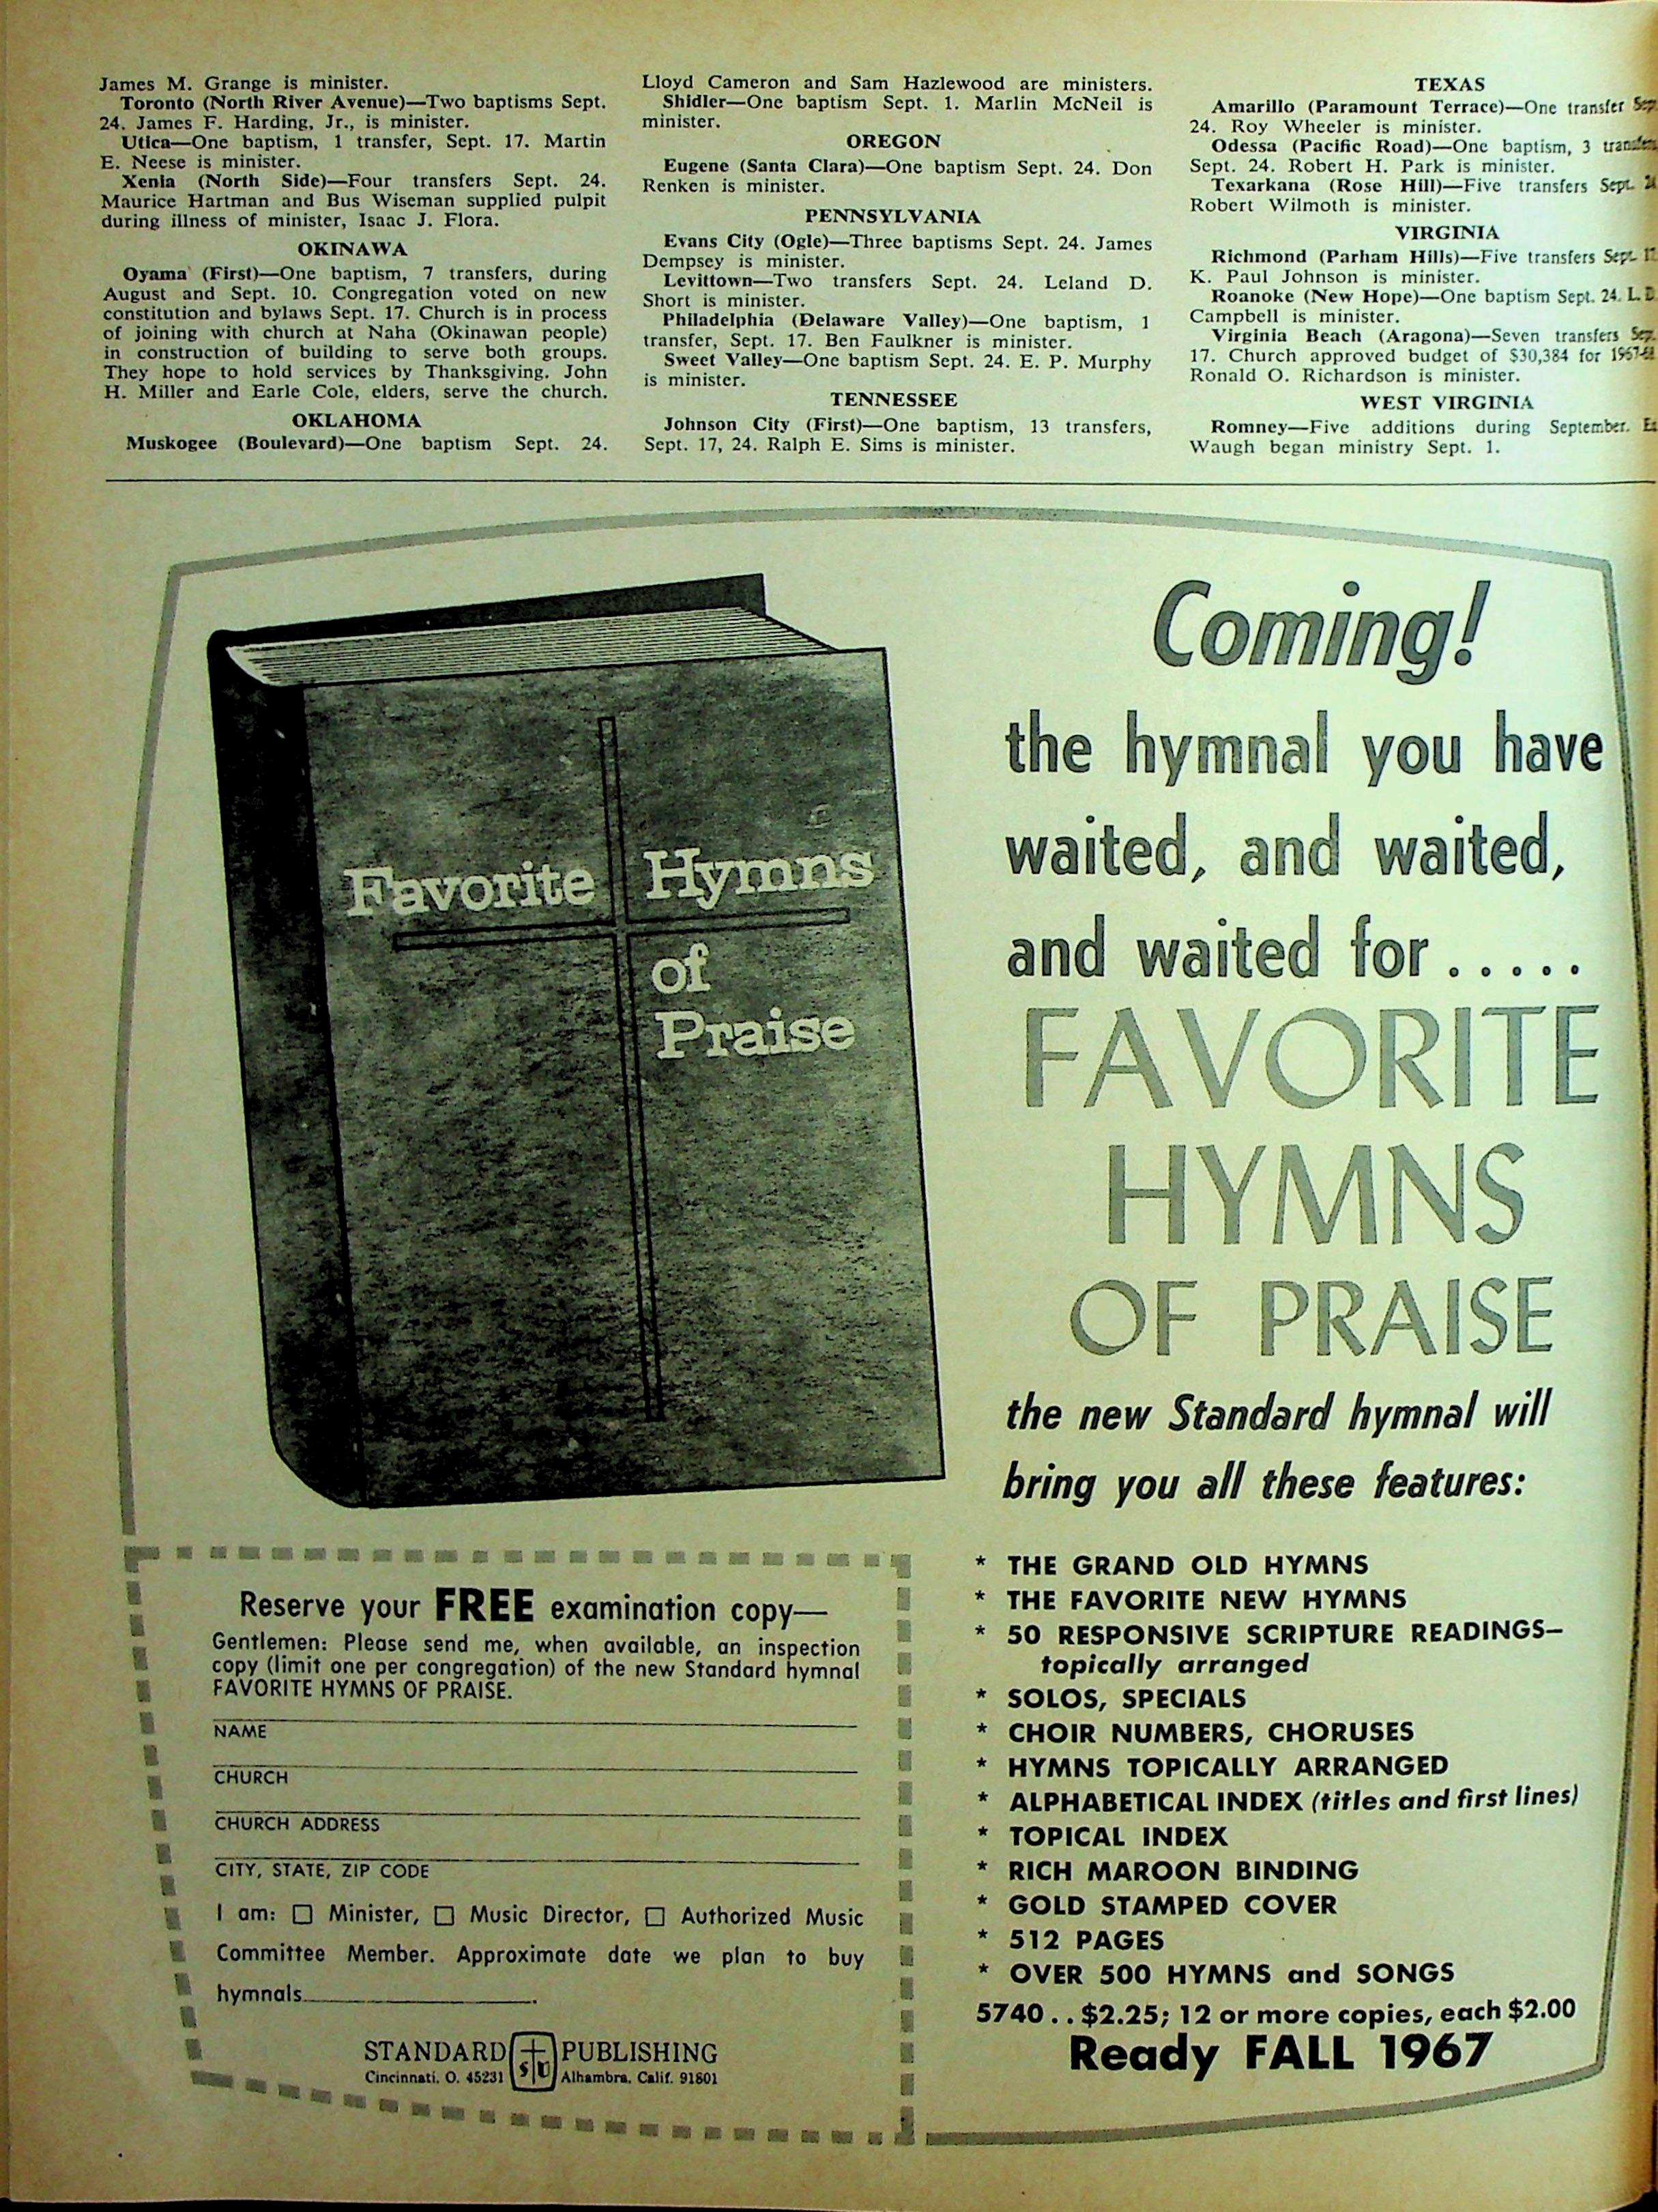 James M. Grange is minister.
Toronto (North River Avenue)—Two baptisms Sept.
24. James F. Harding, Jr., is minister.
Utica—One baptism, 1 transfer, Sept. 17. Martin
E. Neese is minister.
Xenia (North Side)—Four transfers Sept. 24.
Maurice Hartman and Bus Wiseman supplied pulpit
during illness of minister, Isaac J. Flora.
OKINAWA
Oyama (First)—One baptism, 7 transfers, during
August and Sept. 10. Congregation voted on new
constitution and bylaws Sept. 17. Church is in process
of joining with church at Naha (Okinawan people)
in construction of building to serve both groups.
They hope to hold services by Thanksgiving. John
H. Miller and Earle Cole, elders, serve the church.
OKLAHOMA
Muskogee (Boulevard)—One baptism Sept. 24.
Lloyd Cameron and Sam Hazlewood are ministers.
Shidler—One baptism Sept. 1. Marlin McNeil is
minister.
OREGON
Eugene (Santa Clara)—One baptism Sept. 24. Don
Renken is minister.
PENNSYLVANIA
Evans City (Ogle)—Three baptisms Sept. 24. James
Dempsey is minister.
Levittown—Two transfers Sept. 24. Leland D.
Short is minister.
Philadelphia (Delaware Valley)—One baptism, 1
transfer, Sept. 17. Ben Faulkner is minister.
Sweet Valley—One baptism Sept. 24. E. P. Murphy
is minister.
TENNESSEE
Johnson City (First)—One baptism, 13 transfers,
Sept. 17, 24. Ralph E. Sims is minister.
TEXAS
Amarillo (Paramount Terrace)—One transfer
24. Roy Wheeler is minister.
Odessa (Pacific Road)—One baptism, 3
Sept. 24. Robert H. Park is minister.
Texarkana (Rose Hill)—Five transfers Sept.
Robert Wilmoth is minister.
VIRGINIA
Richmond (Parham Hills)—Five transfers Sept.
K. Paul Johnson is minister.
Roanoke (New Hope)—One baptism Sept. 24. L. D.
Campbell is minister.
Virginia Beach (Aragona)—Seven transfers
17. Church approved budget of $30,384 for 1967-68
Ronald O. Richardson is minister.
WEST VIRGINIA
Romney—Five additions during September.
Waugh began ministry Sept. 1.
Favorite Hymns
of
Praise
Coming!
the hymnal you have
waited, and waited,
and waited for.....
FAVORITE
HYMNS
OF PRAISE
the new Standard hymnal will
bring you all these features:
* THE GRAND OLD HYMNS
* THE FAVORITE NEW HYMNS
* 50 RESPONSIVE SCRIPTURE READINGS—
topically arranged
* SOLOS, SPECIALS
* CHOIR NUMBERS, CHORUSES
* HYMNS TOPICALLY ARRANGED
* ALPHABETICAL INDEX (titles and first lines)
* TOPICAL INDEX
* RICH MAROON BINDING
* GOLD STAMPED COVER
* 512 PAGES
* OVER 500 HYMNS and SONGS
5740..$2.25; 12 or more copies, each $2.00
Ready FALL 1967
Reserve your FREE examination copy—
Gentlemen: Please send me, when available, an inspection
copy (limit one per congregation) of the new Standard hymnal
FAVORITE HYMNS OF PRAISE.
NAME
CHURCH
CHURCH ADDRESS
CITY, STATE, ZIP CODE
I am: ☐ Minister, ☐ Music Director, ☐ Authorized Music
Committee Member. Approximate date we plan to buy
hymnals.
STANDARD SP PUBLISHING
Cincinnati, O. 45231 Alhambra, Calif. 91801